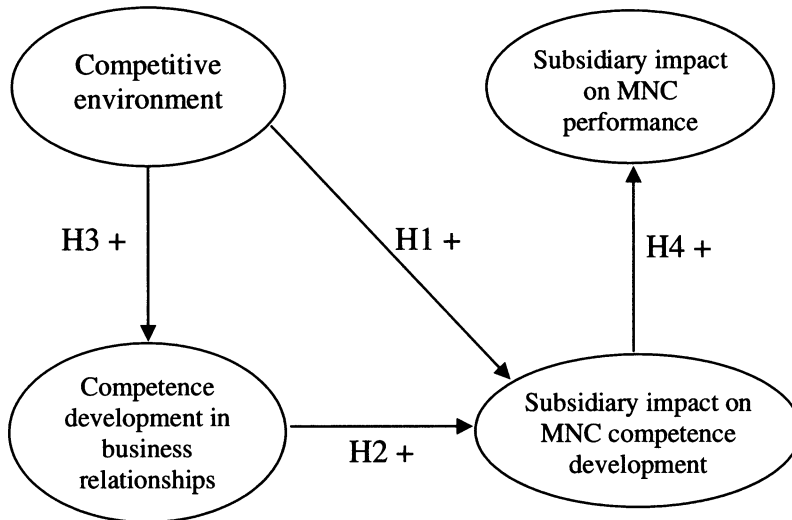 Competitive
environment
Subsidiary impact
on MNC
performance
H3 +
H1 +
H4 +
Competence
development in
business
relationships
H2 +
Subsidiary impact on
MNC competence
development